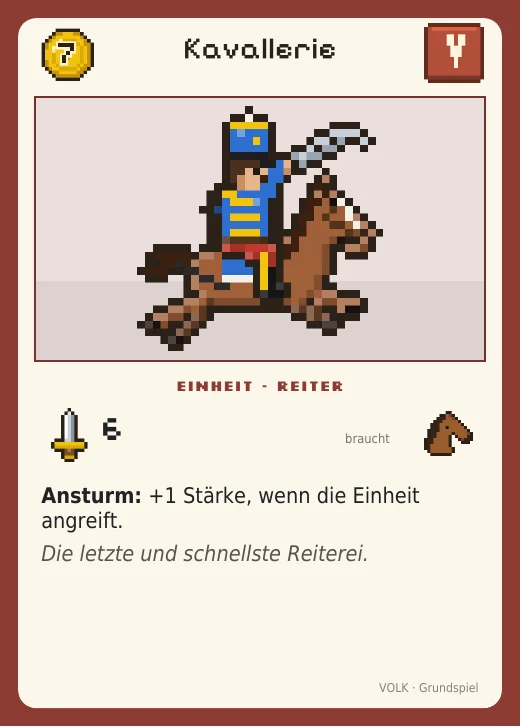 7
Kavallerie
Y
EINHEIT - REITER
6
braucht
Ansturm: +1 Stärke, wenn die Einheit
angreift.
Die letzte und schnellste Reiterei.
VOLK · Grundspiel